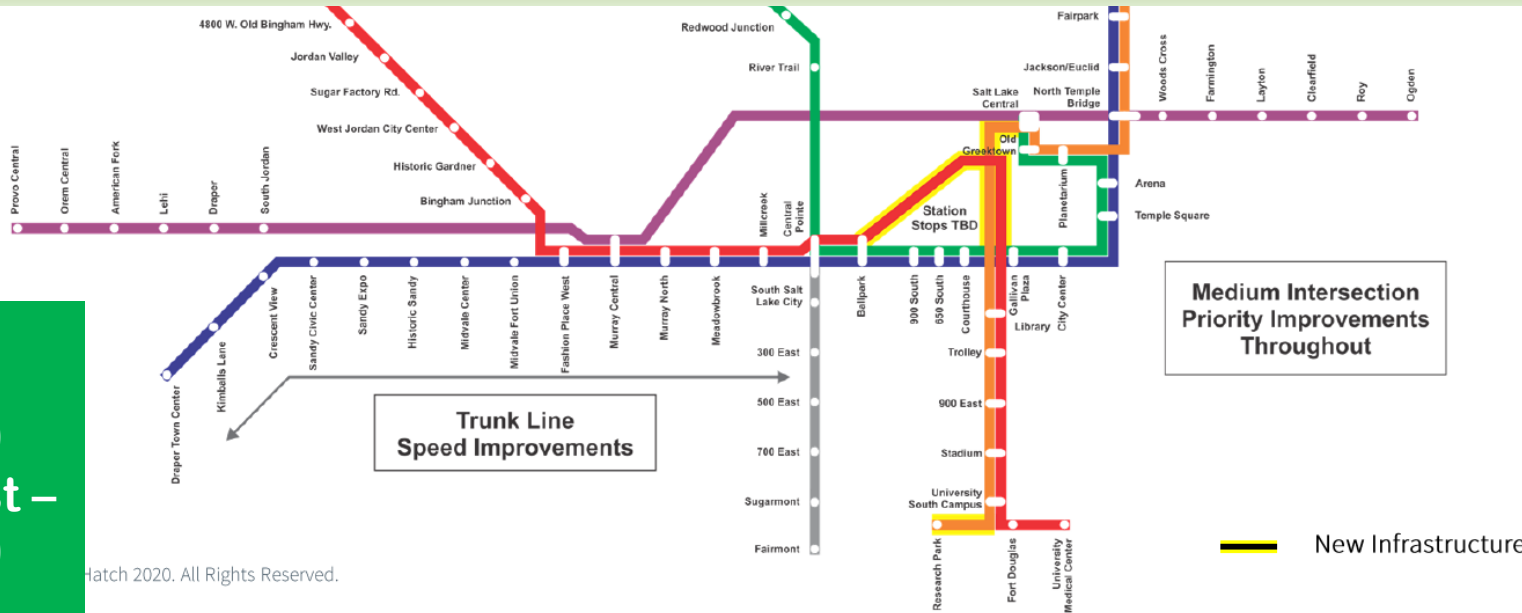 4800 W. Old Bingham Hwy.
Jordan Valley
Sugar Factory Rd.
West Jordan City Center
Historic Gardner
Bingham Junction
Redwood Junction
River Trail
Fairpark
Jackson/Euclid
Salt Lake
Central
North Temple
Bridge
Woods Cross
Farmington
Layton
Clearfield
Roy
Ogden
Old
Greektown
Planetarium
Arena
Temple Square
Provo Central
Orem Central
American Fork
Lehi
Draper
South Jordan
Millcreek
Central
Pointe
Station
Stops TBD
Draper Town Center
Kimballs Lane
Crescent View
Sandy Civic Center
Sandy Expo
Historic Sandy
Midvale Center
Midvale Fort Union
Fashion Place West
Murray Central
Murray North
Meadowbrook
South Salt
Lake City
Ballpark
900 South
650 South
Courthouse
Gallivan
Plaza
Library
City Center
300 East
500 East
700 East
Sugarmont
Fairmont
Trolley
900 East
Stadium
University
South Campus
Research Park
Fort Douglas
University
Medical Center
Trunk Line
Speed Improvements
Medium Intersection
Priority Improvements
Throughout
New Infrastructure
Hatch 2020. All Rights Reserved.